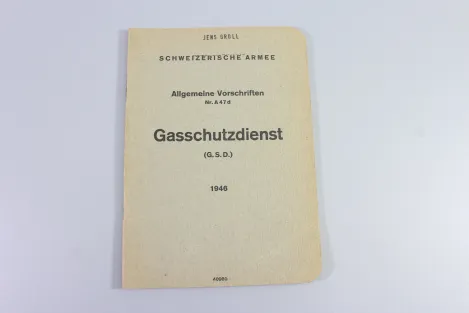 JENS GROLL
SCHWEIZERISCHE ARMEE
Allgemeine Vorschriften
Nr. A 47 d
Gasschutzdienst
(G. S. D.)
1946